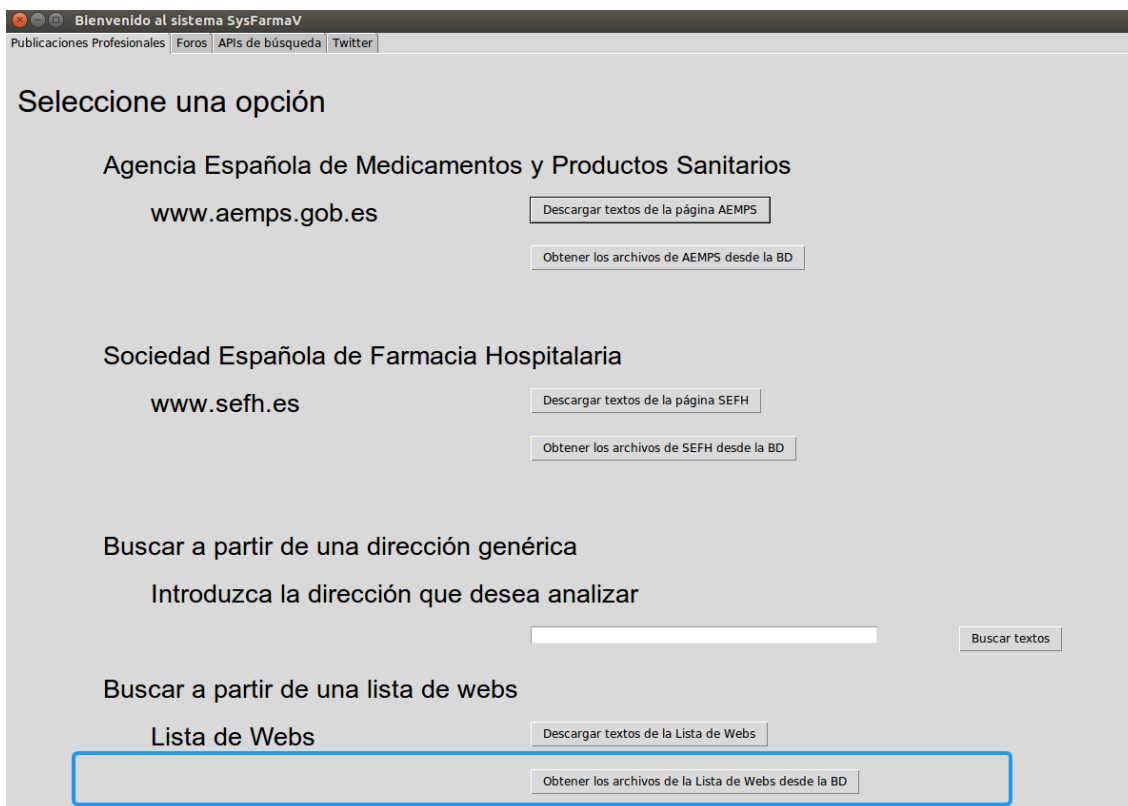 Bienvenido al sistema SysFarmaV
Publicaciones Profesionales Foros APIs de búsqueda Twitter
Seleccione una opción
Agencia Española de Medicamentos y Productos Sanitarios
www.aemps.gob.es Descargar textos de la página AEMPS
Obtener los archivos de AEMPS desde la BD
Sociedad Española de Farmacia Hospitalaria
www.sefh.es Descargar textos de la página SEFH
Obtener los archivos de SEFH desde la BD
Buscar a partir de una dirección genérica
Introduzca la dirección que desea analizar
Buscar textos
Buscar a partir de una lista de webs
Lista de Webs Descargar textos de la Lista de Webs
Obtener los archivos de la Lista de Webs desde la BD